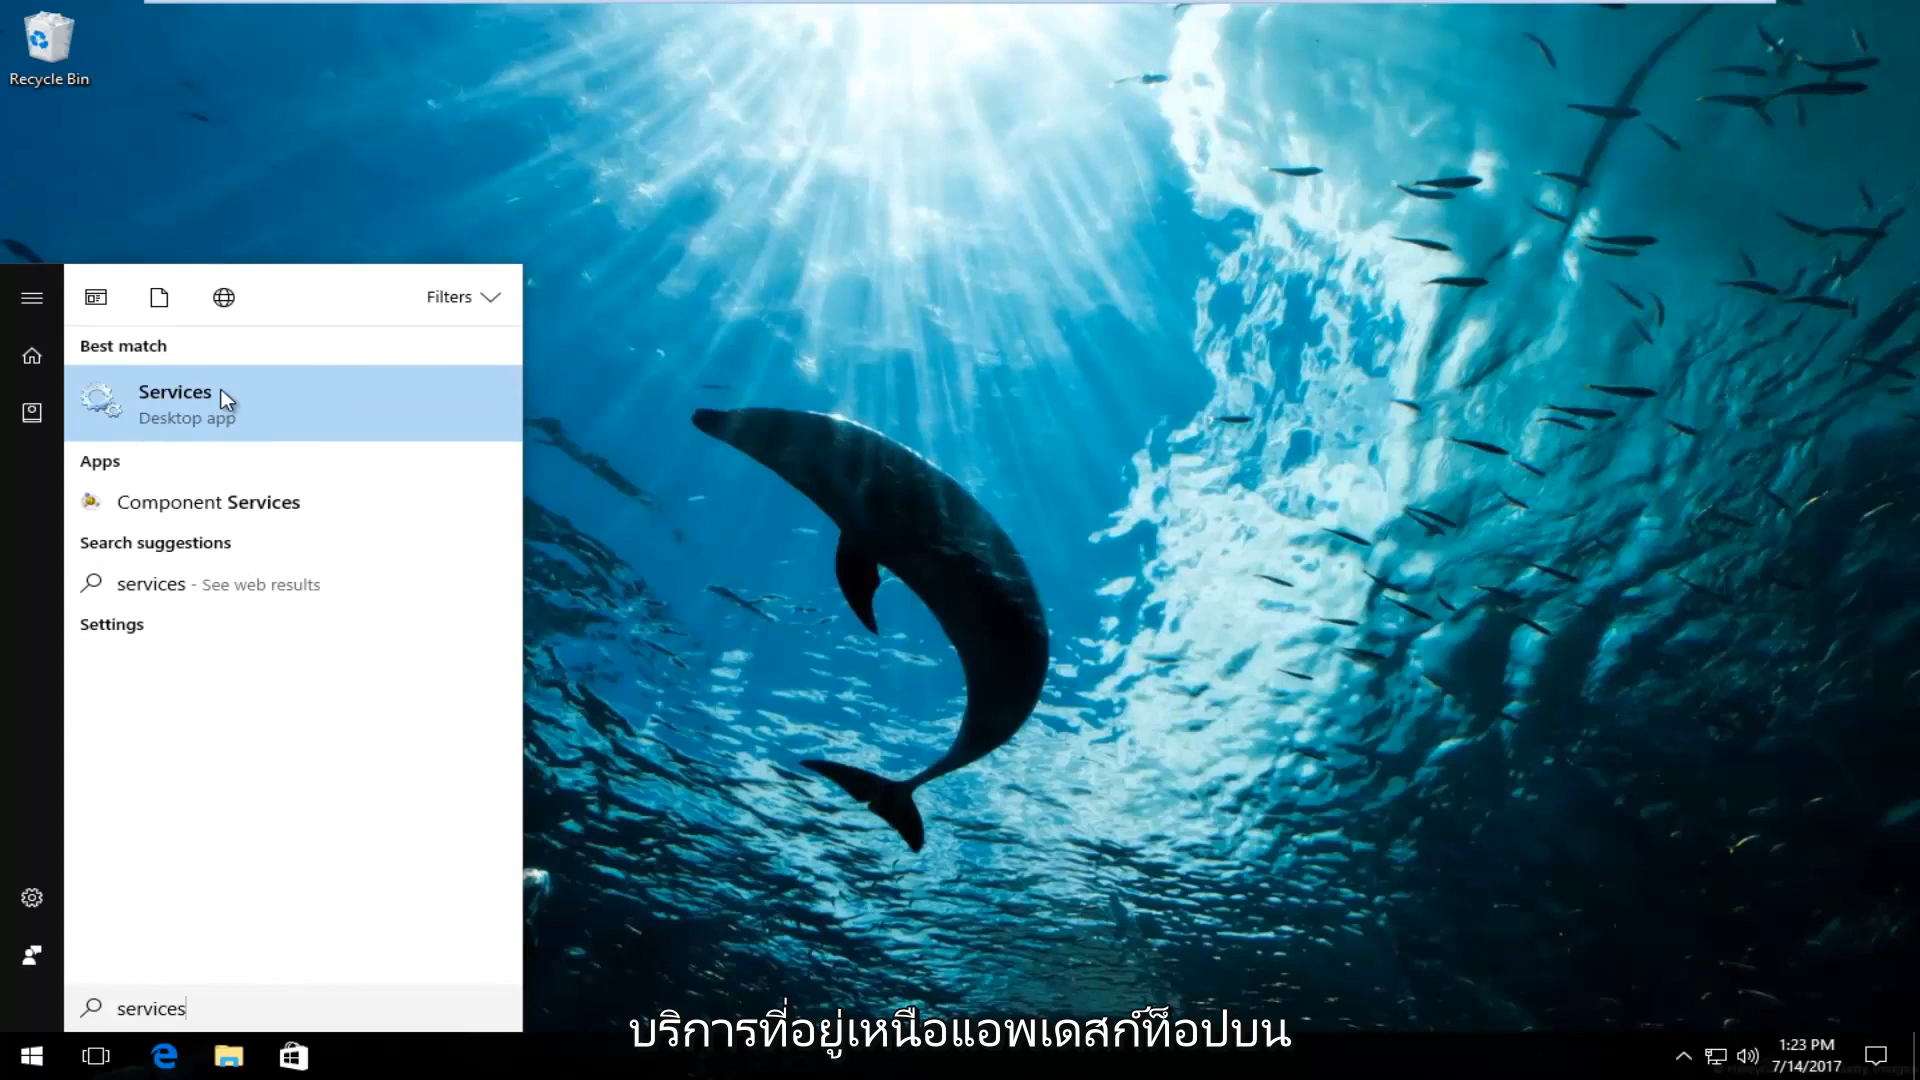 Recycle Bin
Filters
Best match
Services
Desktop app
Apps
Component Services
Search suggestions
services - See web results
Settings
services
บริการที่อยู่เหนือแอพเดสก์ท็อปบน
1:23 PM
7/14/2017